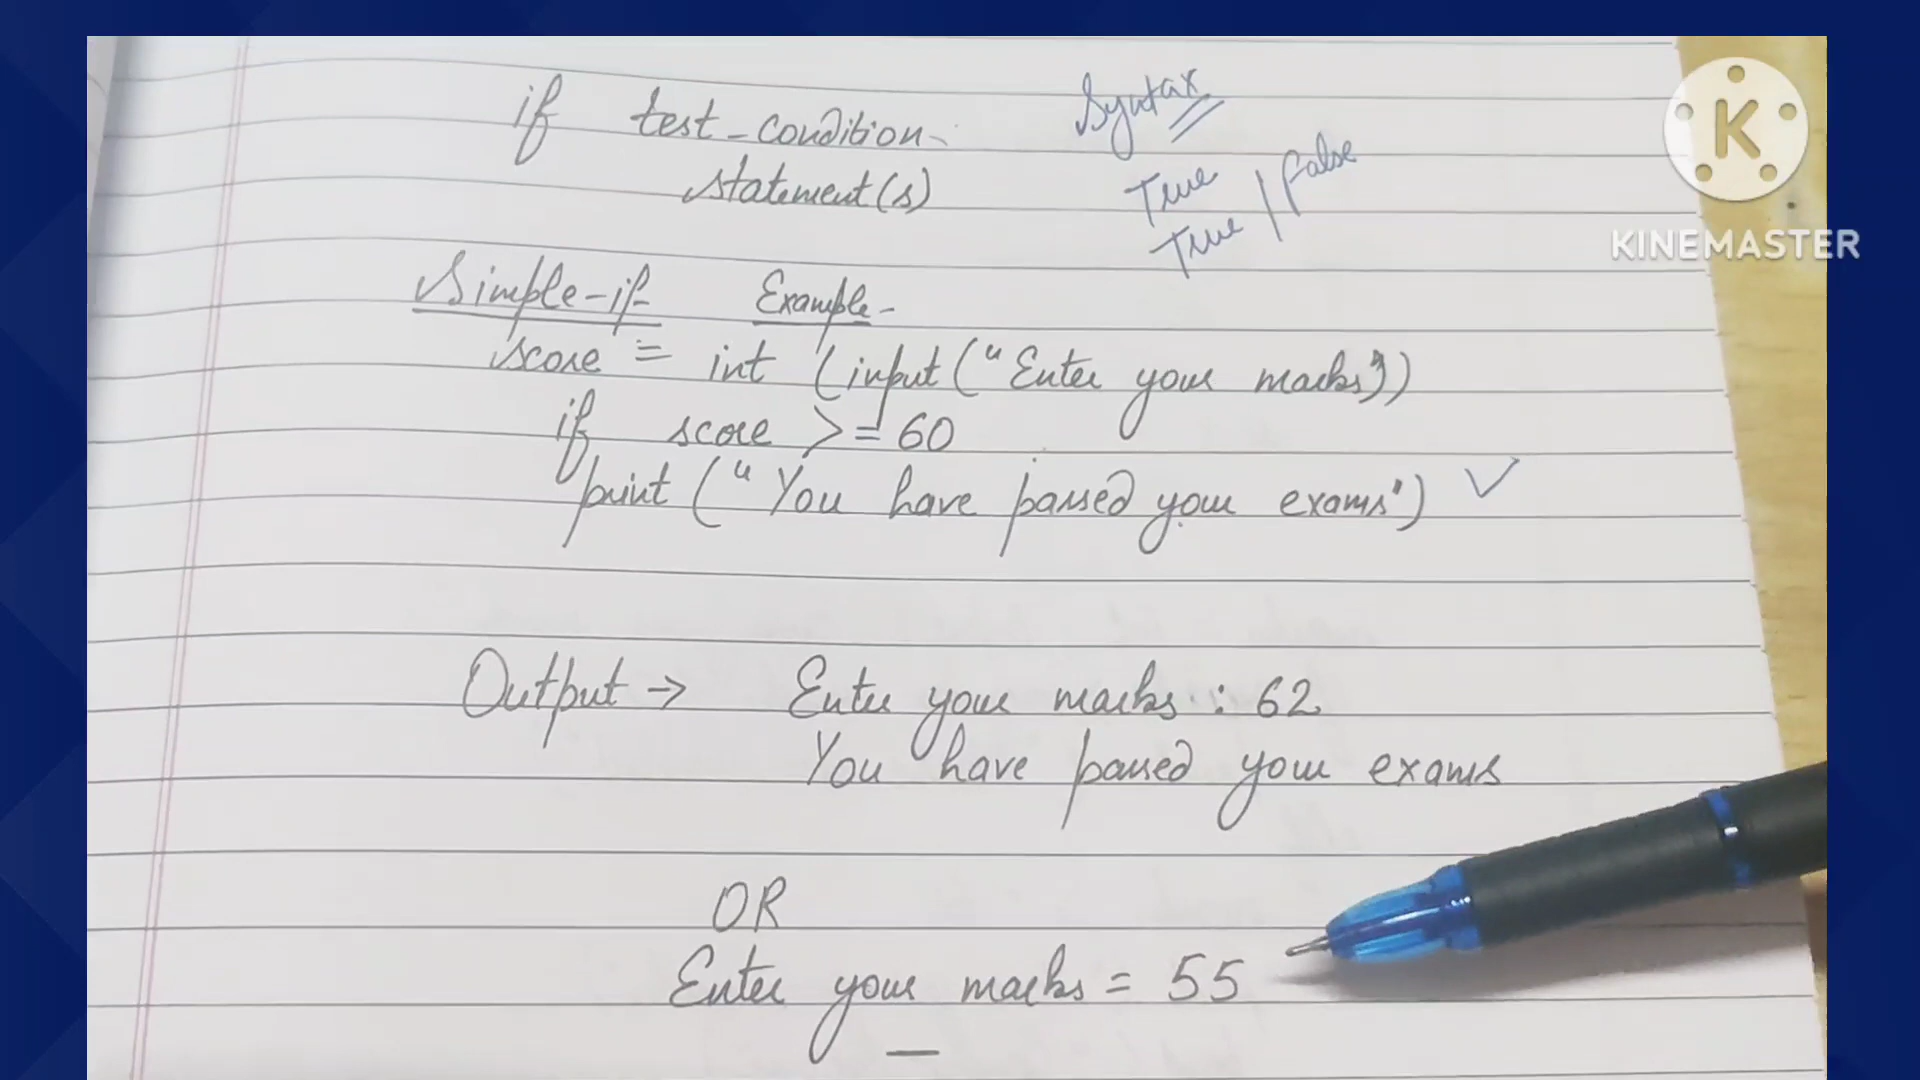 if test_condition-
statement(s)
Syntax
True
True / false
Simple-if Example-
score = int (input("Enter your marks"))
if score >= 60
print ("You have passed your exams")
Output → Enter your marks : 62
You have passed your exams
OR
Enter your marks = 55
—
K
KINEMASTER